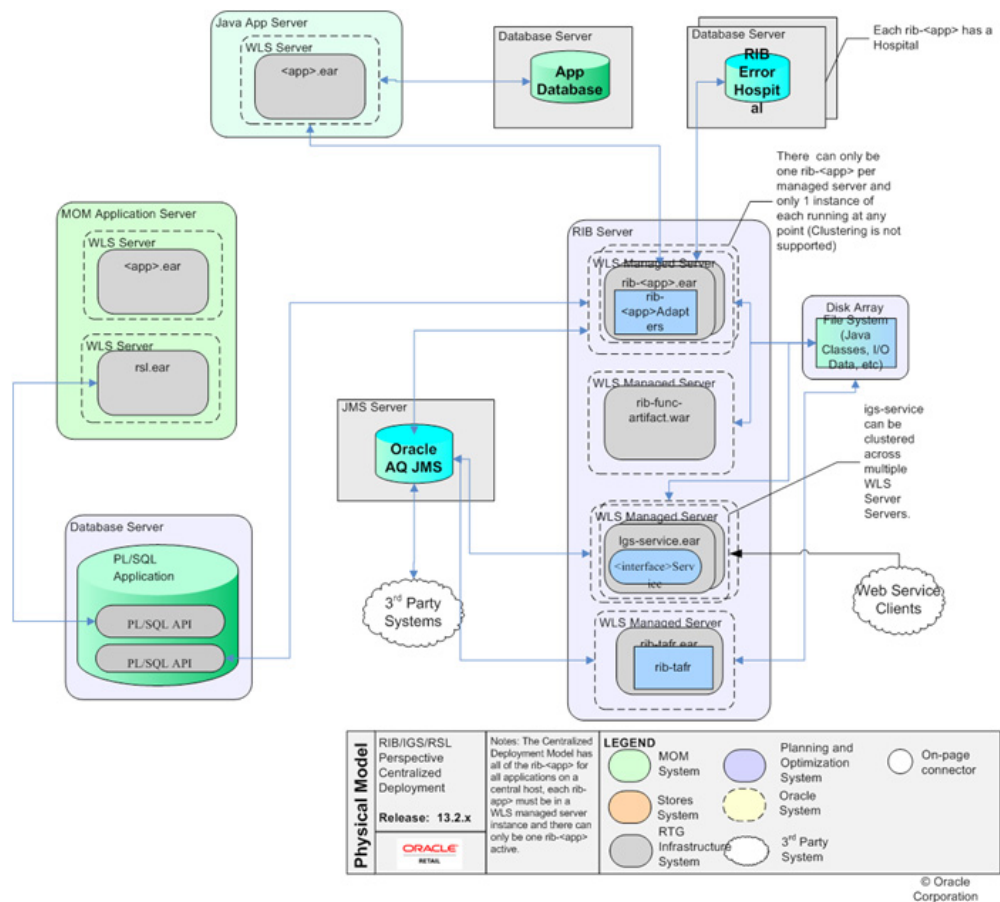 Java App Server
WLS Server
<app>.ear
Database Server
App
Database
Database Server
RIB
Error
Hospit
al
Each rib-<app> has a
Hospital
There can only be
one rib-<app> per
managed server and
only 1 instance of
each running at any
point (Clustering is not
supported)
MOM Application Server
WLS Server
<app>.ear
WLS Server
rsl.ear
RIB Server
WLS Managed Server
rib-<app>.ear
rib-
<app>Adapt
ers
Disk Array
File System
(Java
Classes, I/O
Data, etc)
WLS Managed Server
rib-func-
artifact.war
JMS Server
Oracle
AQ JMS
igs-service
can be
clustered
across
multiple
WLS
Server
Servers.
WLS Managed Server
Igs-service.ear
<interface>Serv
ice
Database Server
PL/SQL
Application
PL/SQL API
PL/SQL API
3rd Party
Systems
Web Service
Clients
WLS Managed Server
rib-tafr.ear
rib-tafr
Physical Model
RIB/IGS/RSL
Perspective
Centralized
Deployment
Release: 13.2.x
ORACLE
RETAIL
Notes: The Centralized
Deployment Model has
all of the rib-<app> for
all applications on a
central host, each rib-
app> must be in a
WLS managed server
instance and there can
only be one rib-<app>
active.
LEGEND
MOM
System
Planning and
Optimization
System
On-page
connector
Stores
System
Oracle
System
RTG
Infrastructure
System
3rd Party
System
© Oracle
Corporation